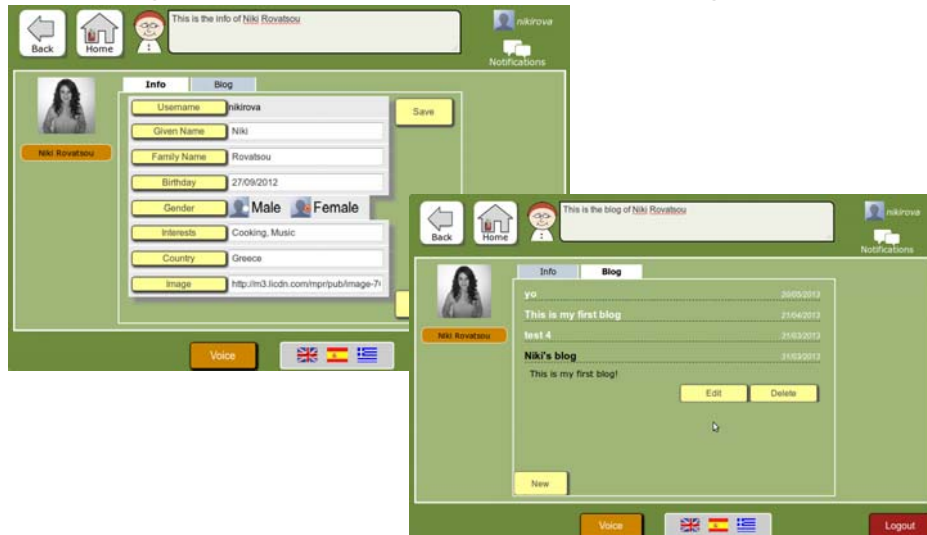 This is the info of Niki Rovatsou
nikirova
Back
Home
Notifications
Info
Blog
Username
nikirova
Save
Given Name
Niki
Niki Rovatsou
Family Name
Rovatsou
Birthday
27/09/2012
Gender
Male
Female
Interests
Cooking, Music
Country
Greece
Image
http://m3.licdn.com/mpr/pub/image-7
Voice
This is the blog of Niki Rovatsou
nikirova
Back
Home
Notifications
Info
Blog
yo
20/05/2013
This is my first blog
21/04/2013
Niki Rovatsou
test 4
21/03/2013
Niki's blog
21/03/2013
This is my first blog!
Edit
Delete
New
Voice
Logout